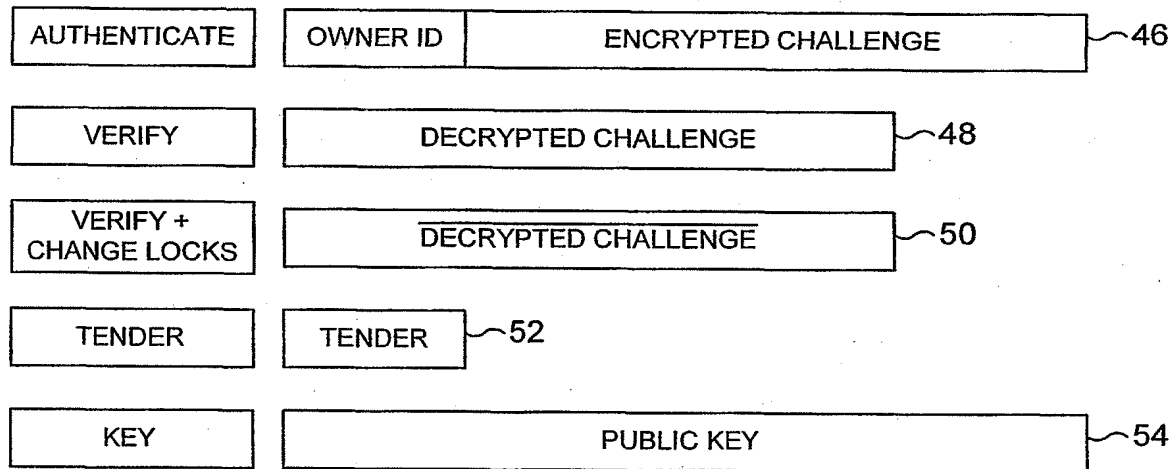 AUTHENTICATE OWNER ID ENCRYPTED CHALLENGE 46
VERIFY DECRYPTED CHALLENGE 48
VERIFY +
CHANGE LOCKS DECRYPTED CHALLENGE 50
TENDER TENDER 52
KEY PUBLIC KEY 54